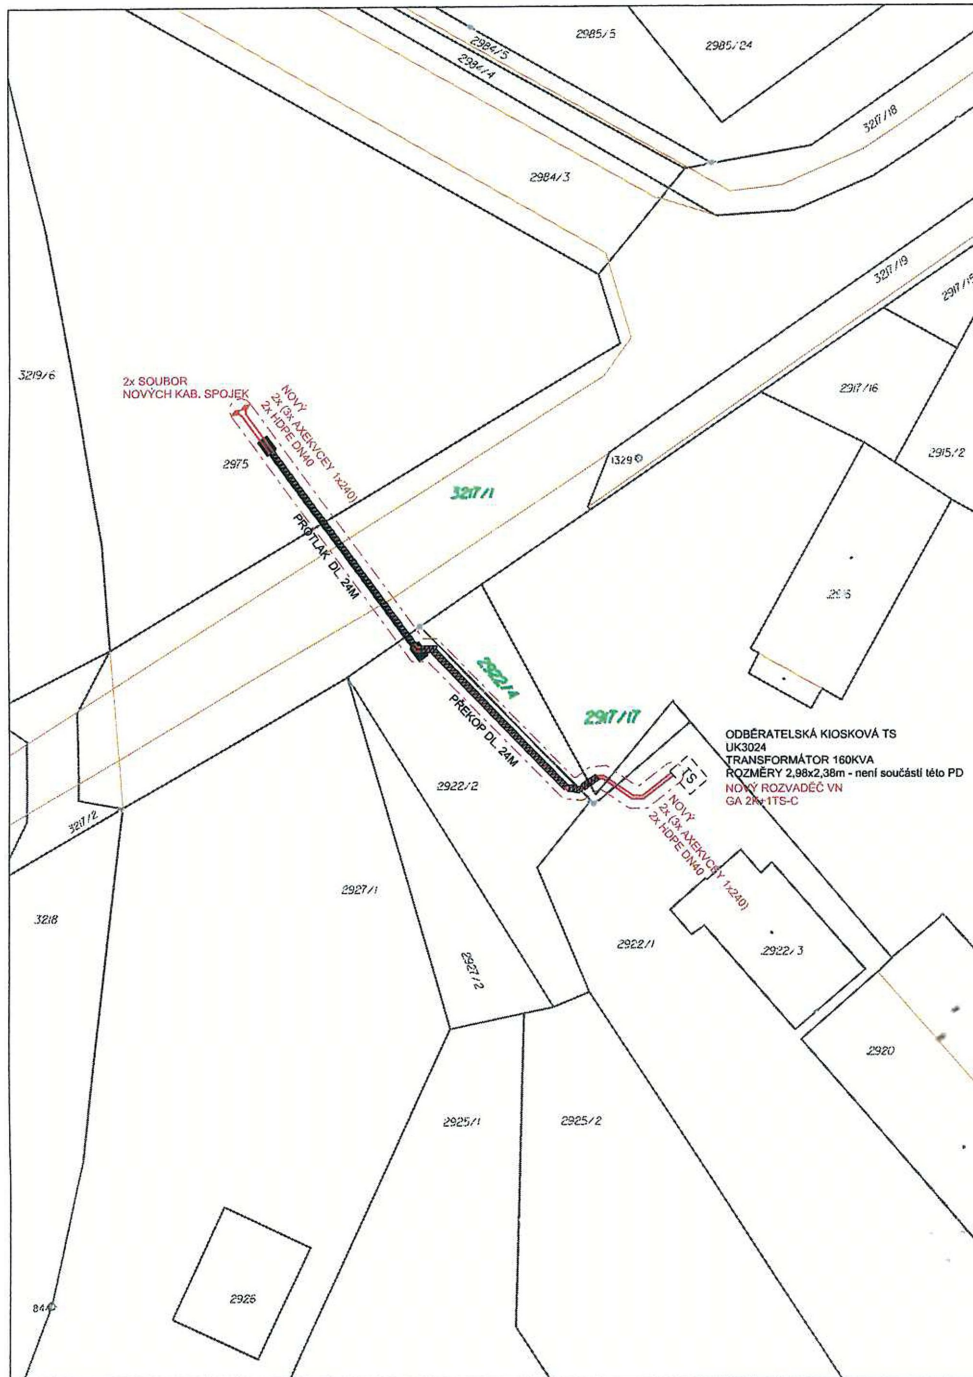 2985/5
2985/24
2984/5
2984/4
3217/18
2984/3
3217/19
2917/15
3219/6
2x SOUBOR
NOVÝCH KAB. SPOJEK
NOVÝ
2x (3x AXEKVCEY 1x240)
2x HDPE DN40
2917/16
2975
1329
2915/2
3217/1
PROTLAK DL. 24M
2922/4
2917/17
PŘEKOP DL. 24M
ODBĚRATELSKÁ KIOSKOVÁ TS
UK3024
TRANSFORMÁTOR 160KVA
ROZMĚRY 2,98x2,38m - není součástí této PD
NOVÝ ROZVADĚČ VN
GA 2K+1TS-C
TS
2922/2
NOVÝ
2x (3x AXEKVCEY 1x240)
2x HDPE DN40
3217/2
2927/1
3218
2922/1
2922/3
2927/2
2920
2925/1
2925/2
2926